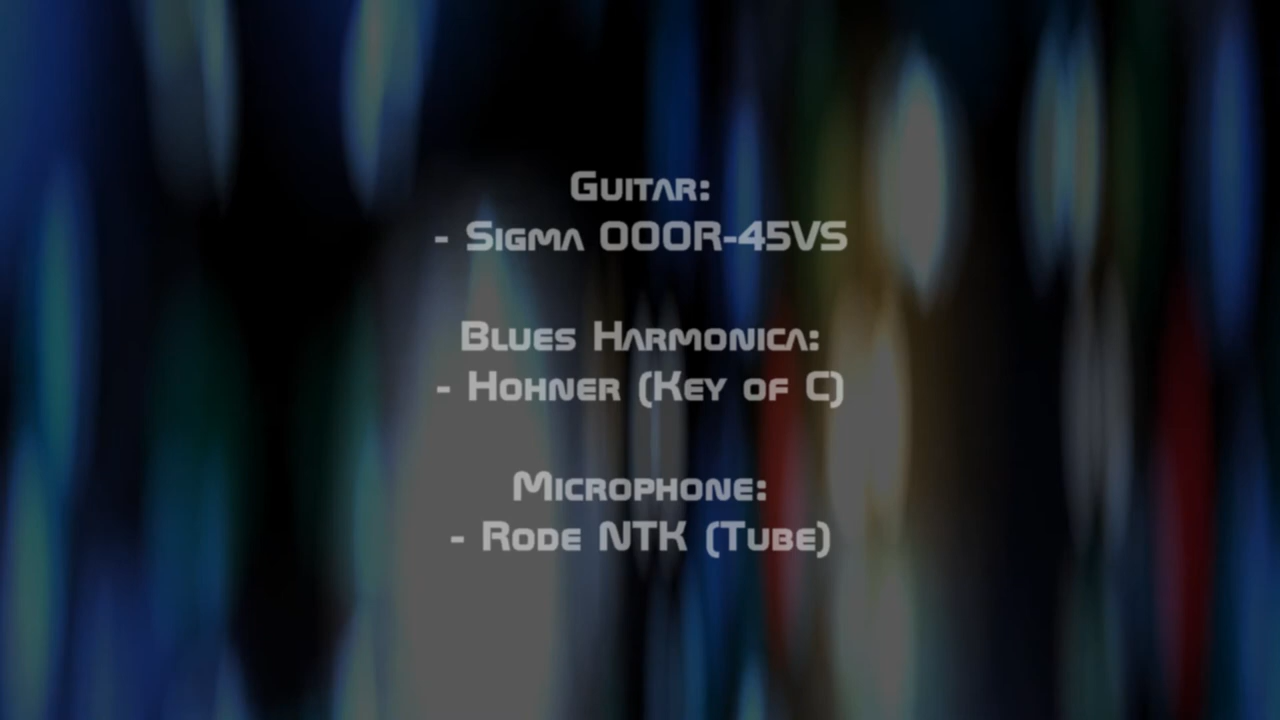 Guitar:
- Sigma 000R-45VS
Blues Harmonica:
- Hohner (Key of C)
Microphone:
- Rode NTK (Tube)